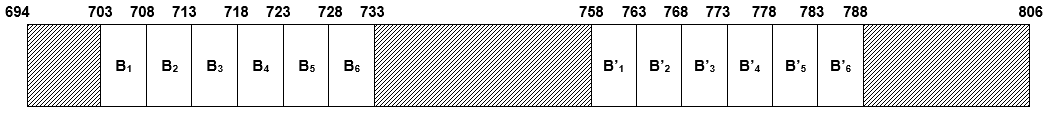 694 703 708 713 718 723 728 733 758 763 768 773 778 783 788 806
B₁ B₂ B₃ B₄ B₅ B₆ B'₁ B'₂ B'₃ B'₄ B'₅ B'₆